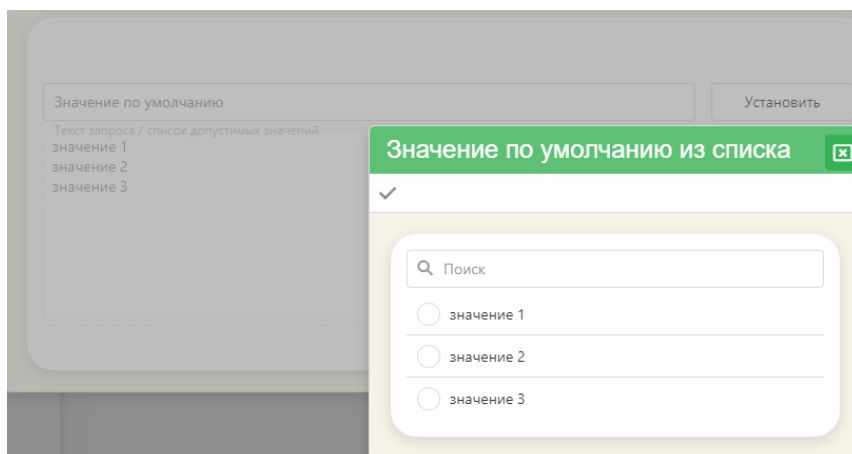 Значение по умолчанию
Установить
Текст запроса / список допустимых значений
значение 1
значение 2
значение 3
Значение по умолчанию из списка
Поиск
значение 1
значение 2
значение 3